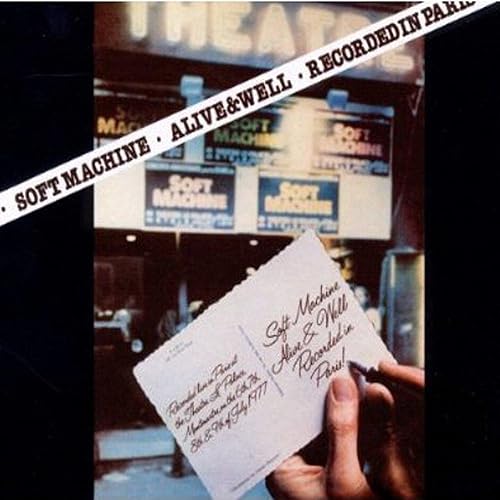 THEATRE
· SOFT MACHINE · ALIVE & WELL · RECORDED IN PARIS
SOFT
MACHINE
SOFT
MACHINE
SOFT
MACHINE
SOFT
MACHINE
SOFT
MACHINE
Soft Machine
Alive & Well
Recorded in
Paris!
Recorded live in Paris at
the Theatre Le Palace,
Montmartre, on the 6th, 7th,
8th & 9th of July 1977